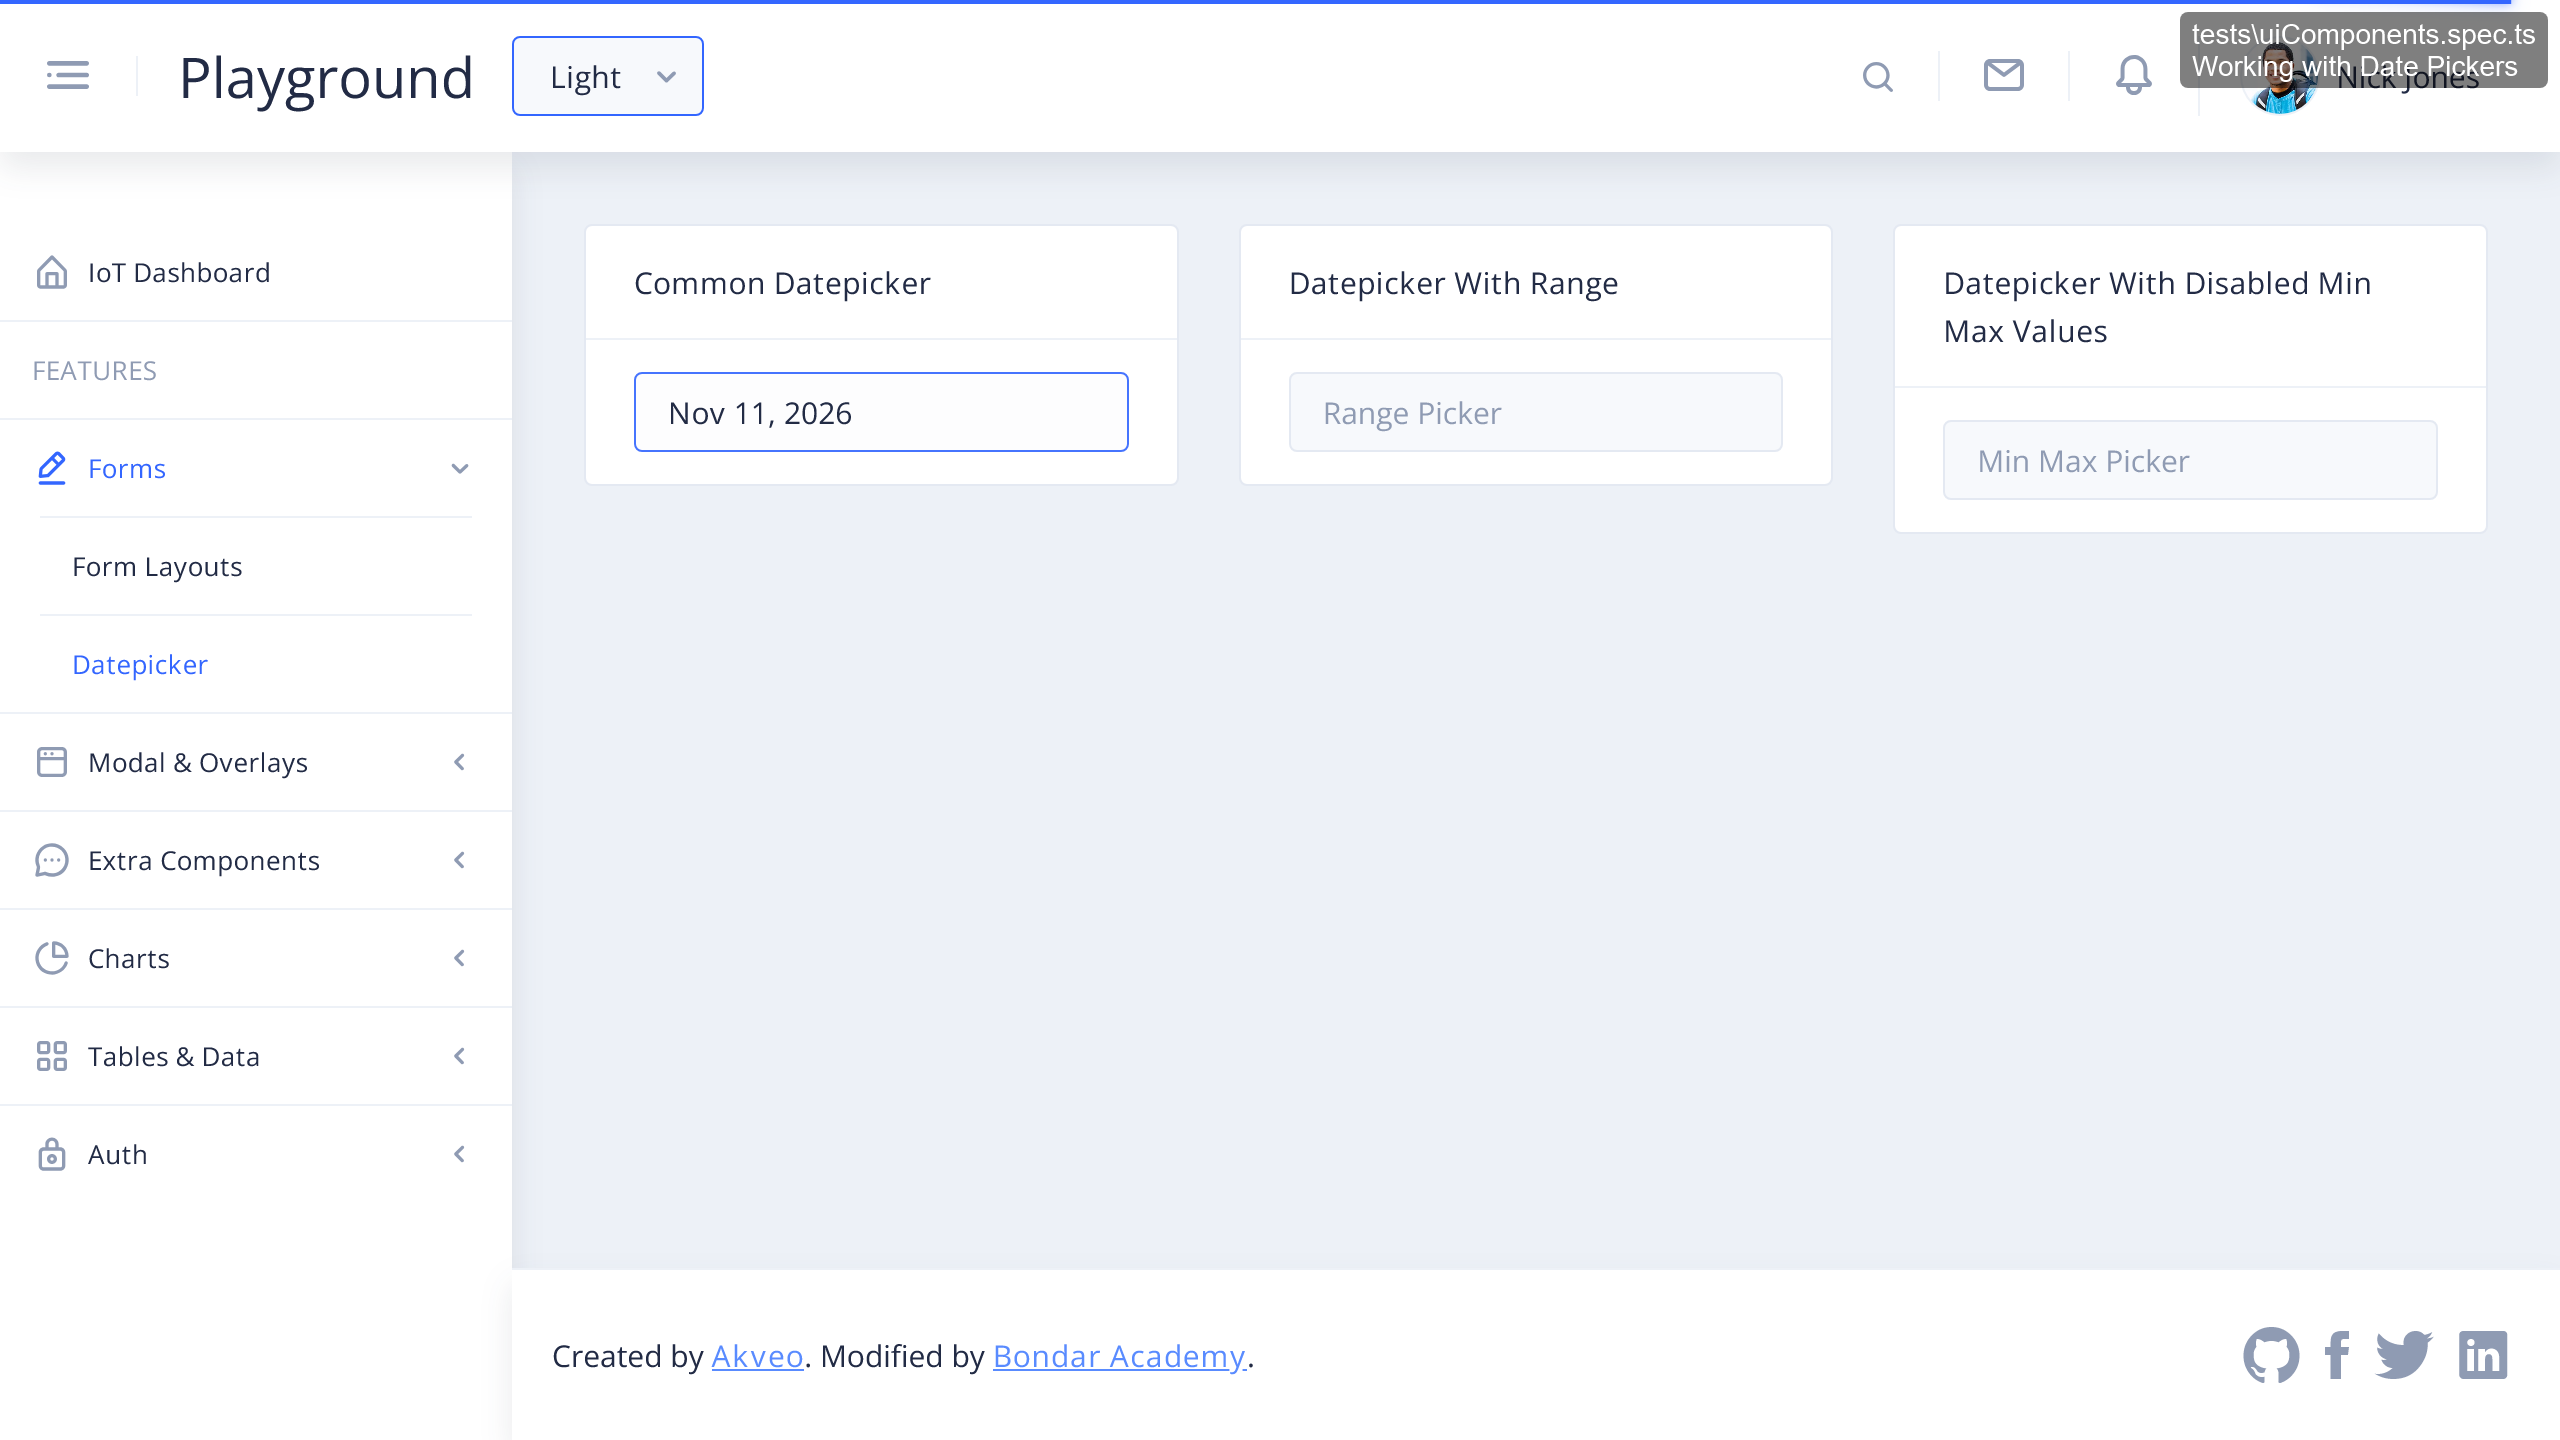 Playground
Light
tests\uiComponents.spec.ts
Working with Date Pickers
Nick Jones
IoT Dashboard
FEATURES
Forms
Form Layouts
Datepicker
Modal & Overlays
Extra Components
Charts
Tables & Data
Auth
Common Datepicker
Nov 11, 2026
Datepicker With Range
Range Picker
Datepicker With Disabled Min
Max Values
Min Max Picker
Created by Akveo. Modified by Bondar Academy.